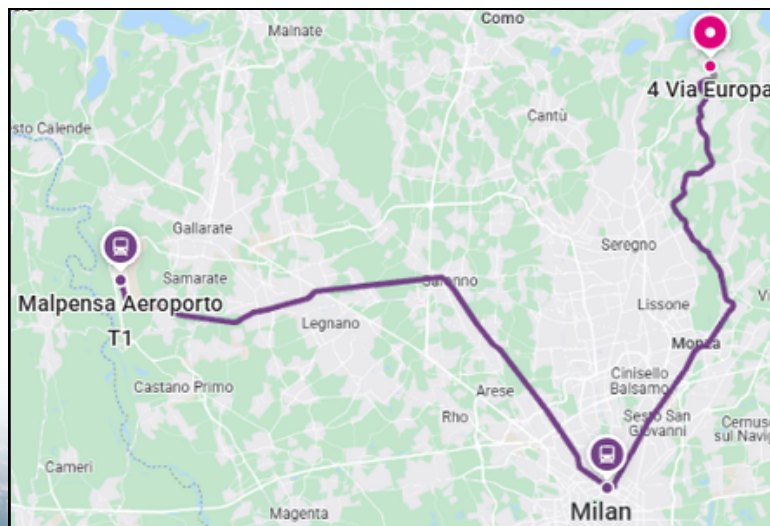 Como
Malnate
4 Via Europa
Cantù
sto Calende
Gallarate
Seregno
Samarate
Saronno
Malpensa Aeroporto
T1
Lissone
Legnano
Monza
Cinisello
Balsamo
Castano Primo
Arese
Rho
Sesto San
Giovanni
Cernus
sul Navig
Cameri
Milan
Magenta